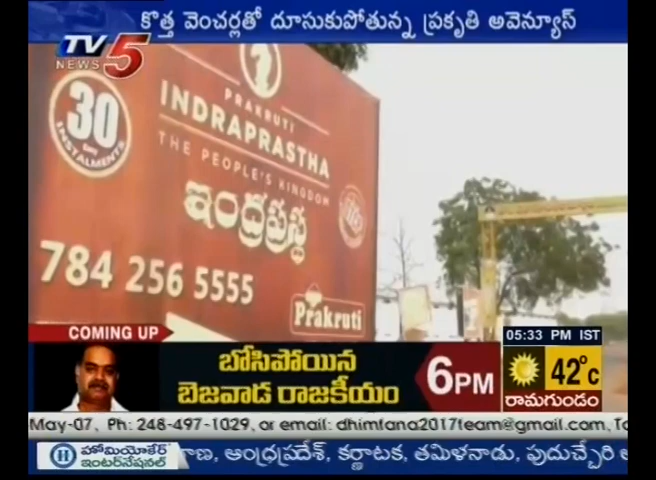 కొత్త వెంచర్లతో దూసుకుపోతున్న ప్రకృతి అవెన్యూస్
TV5
NEWS
30
EASY
INSTALMENTS
PRAKRUTI
INDRAPRASTHA
THE PEOPLE'S KINGDOM
ఇంద్రప్రస్థ
784 256 5555
Prakruti
COMING UP
బోసిపోయిన
బెజవాడ రాజకీయం
6PM
05:33 PM IST
42°C
రామగుండం
May-07, Ph: 248-497-1029, or email: dhimtana2017team@gmail.com, To
హోమియోకేర్
ఇంటర్నేషనల్
ణ, ఆంధ్రప్రదేశ్, కర్ణాటక, తమిళనాడు, పుదుచ్చేరి